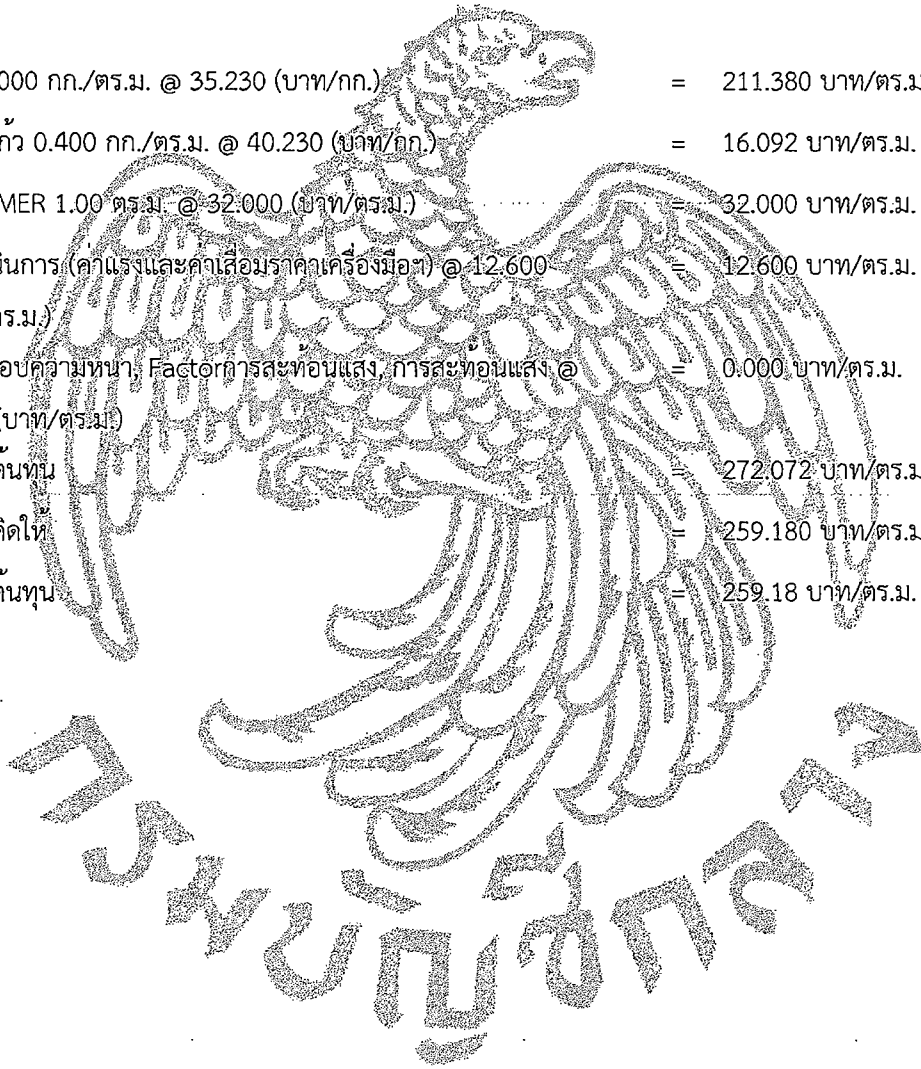 000 กก./ตร.ม. @ 35.230 (บาท/กก.) = 211.380 บาท/ตร.ม
ก้ว 0.400 กก./ตร.ม. @ 40.230 (บาท/กก.) = 16.092 บาท/ตร.ม.
MER 1.00 ตร.ม. @ 32.000 (บาท/ตร.ม.) = 32.000 บาท/ตร.ม.
นินการ (ค่าแรงและค่าเสื่อมราคาเครื่องมือฯ) @ 12.600 = 12.600 บาท/ตร.ม.
ตร.ม.)
อบความหนา, Factorการสะท้อนแสง, การสะท้อนแสง @ = 0.000 บาท/ตร.ม.
(บาท/ตร.ม.)
ต้นทุน = 272.072 บาท/ตร.ม
คิดให้ = 259.180 บาท/ตร.ม
ต้นทุน = 259.18 บาท/ตร.ม.
กรมบัญชีกลาง